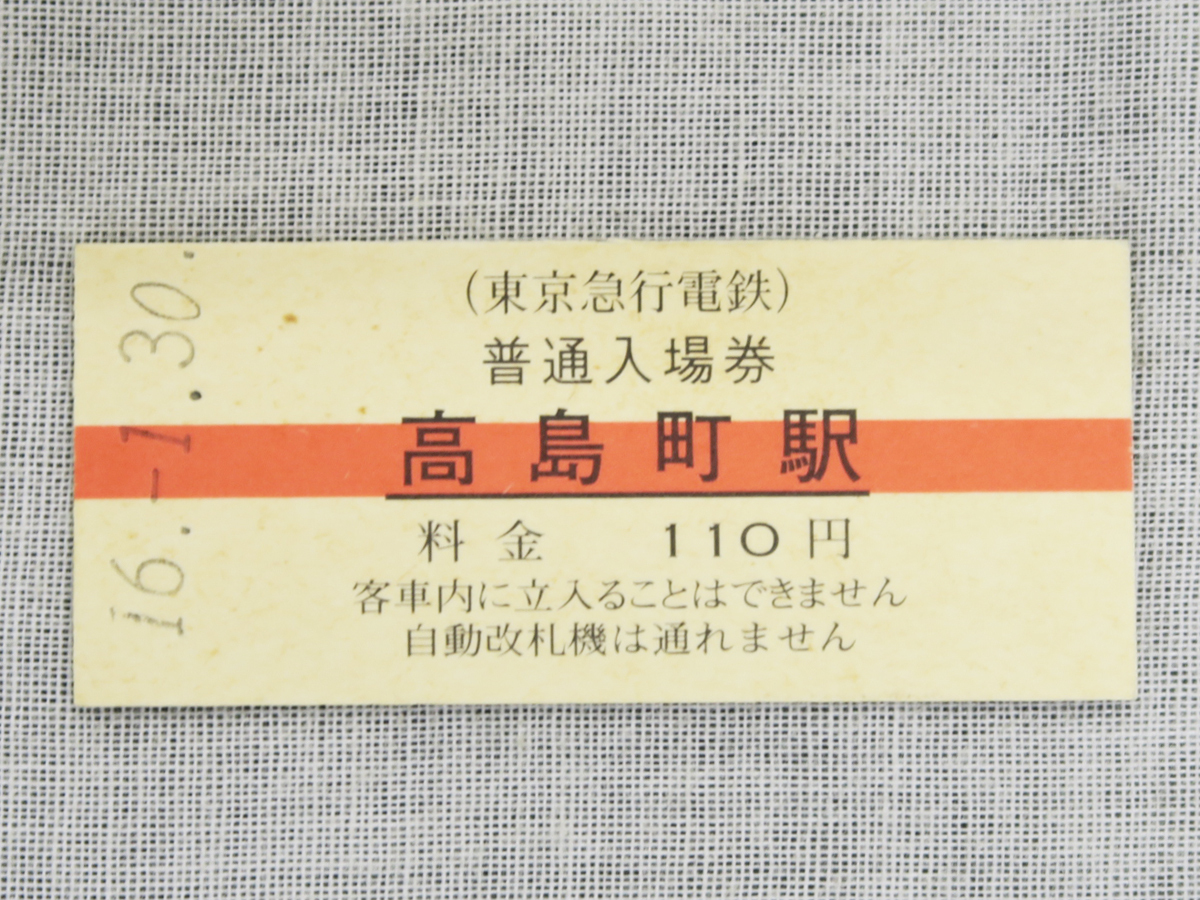 （東京急行電鉄）
普通入場券
高島町駅
料金 110円
客車内に立入ることはできません
自動改札機は通れません
16.-1.30.